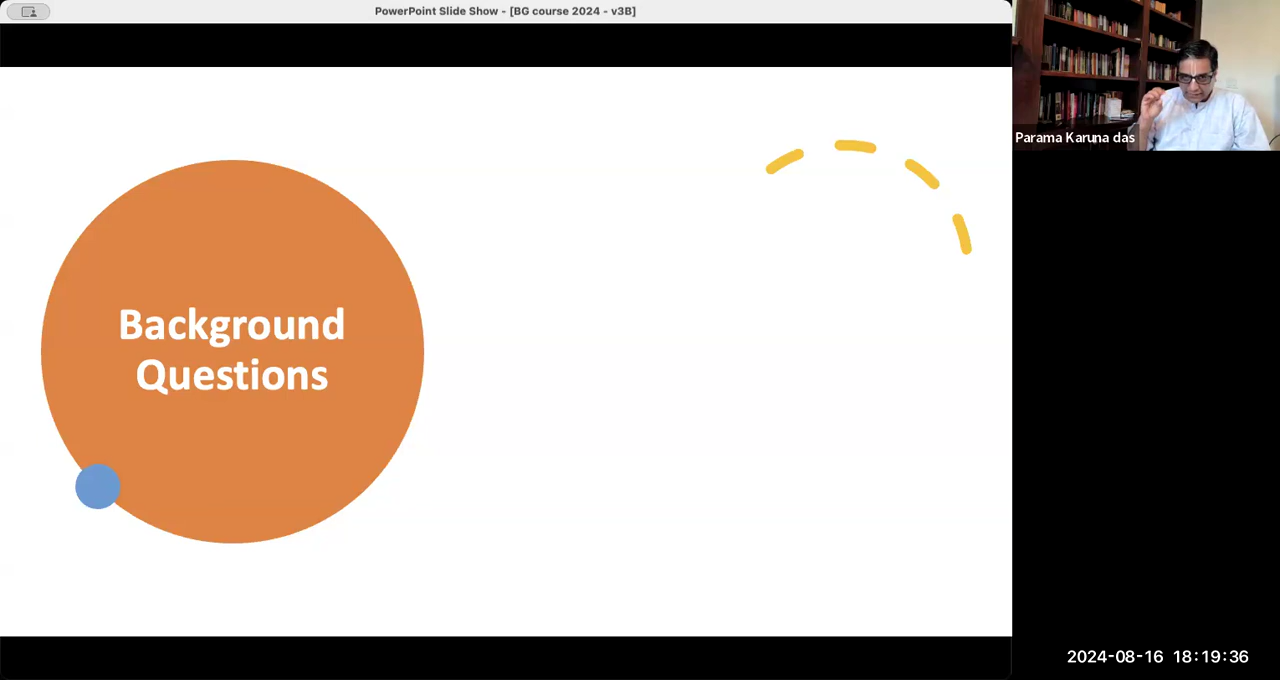 PowerPoint Slide Show - [BG course 2024 - v3B]
Parama Karuna das
Background
Questions
2024-08-16 18:19:36